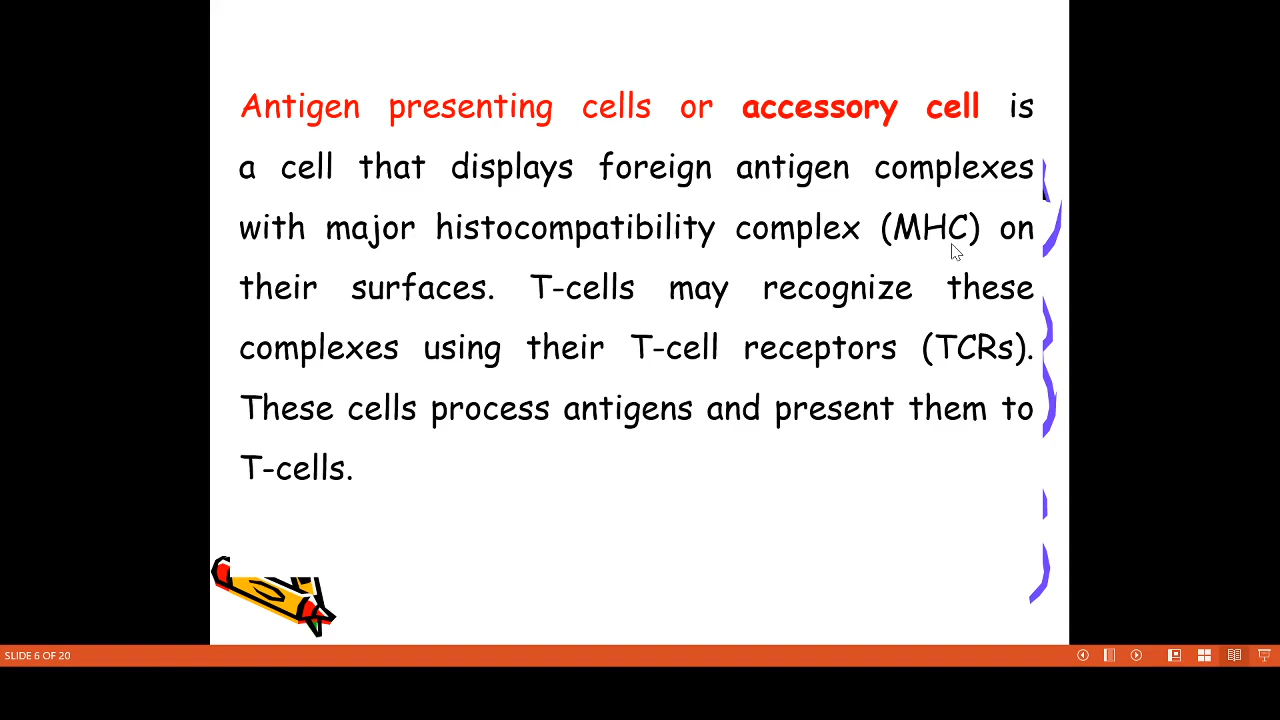 Antigen presenting cells or accessory cell is
a cell that displays foreign antigen complexes
with major histocompatibility complex (MHC) on
their surfaces. T-cells may recognize these
complexes using their T-cell receptors (TCRs).
These cells process antigens and present them to
T-cells.
SLIDE 6 OF 20